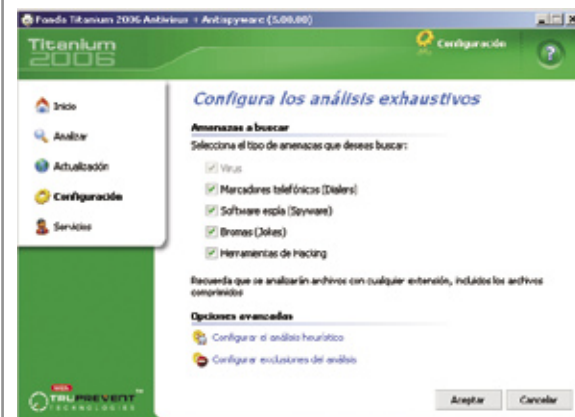 Panda Titanium 2006 Antivirus + Antispyware (5.00.00)
Titanium
2006
Configuración
?
Inicio
Analizar
Actualización
Configuración
Servicios
Configura los análisis exhaustivos
Amenazas a buscar
Selecciona el tipo de amenazas que deseas buscar:
Virus
Marcadores telefónicos (Dialers)
Software espía (Spyware)
Bromas (Jokes)
Herramientas de Hacking
Recuerda que se analizarán archivos con cualquier extensión, incluidos los archivos
comprimidos
Opciones avanzadas
Configurar el análisis heurístico
Configurar exclusiones del análisis
TRUPREVENT
TECHNOLOGIES
Aceptar
Cancelar